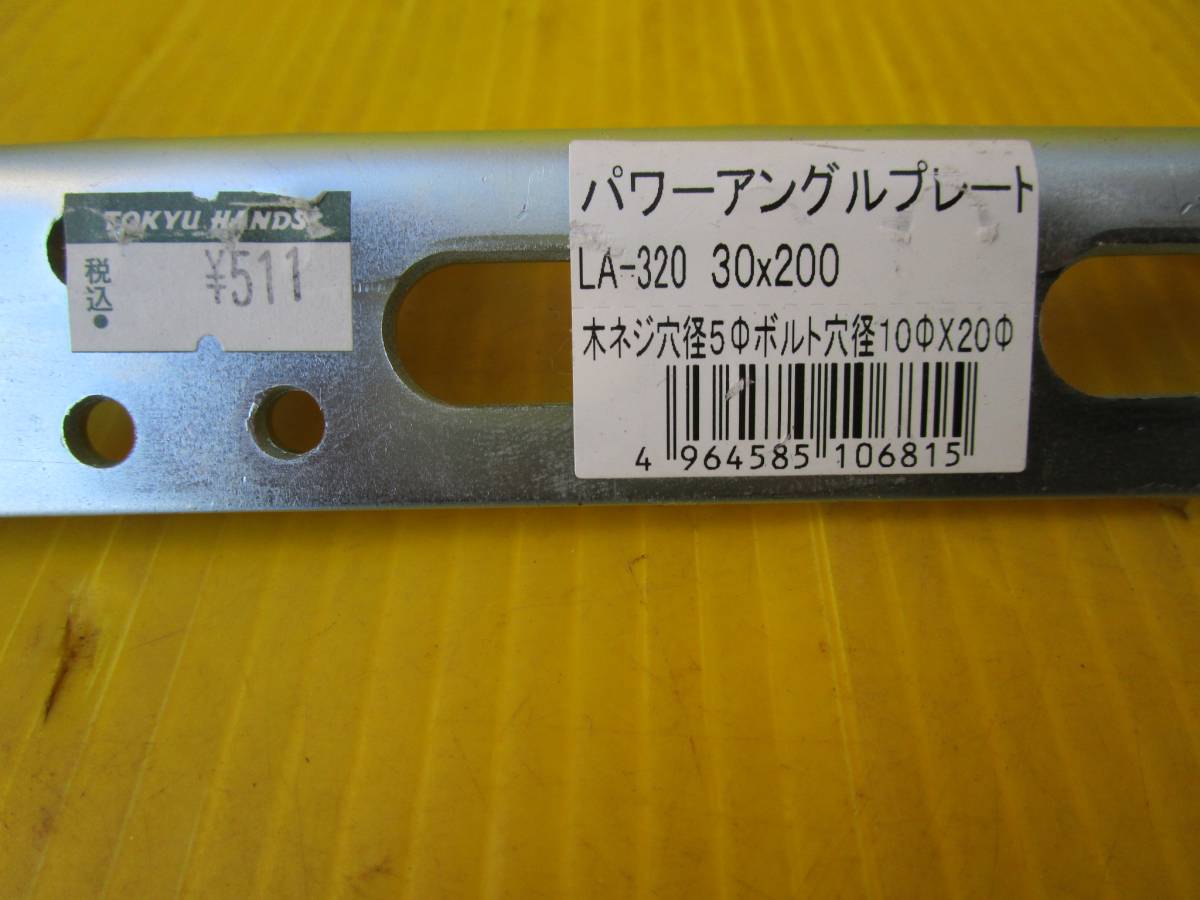 TOKYU HANDS
¥511
税込●
パワーアングルプレート
LA-320 30x200
木ネジ穴径5Φボルト穴径10ΦX20Φ
4 964585 106815